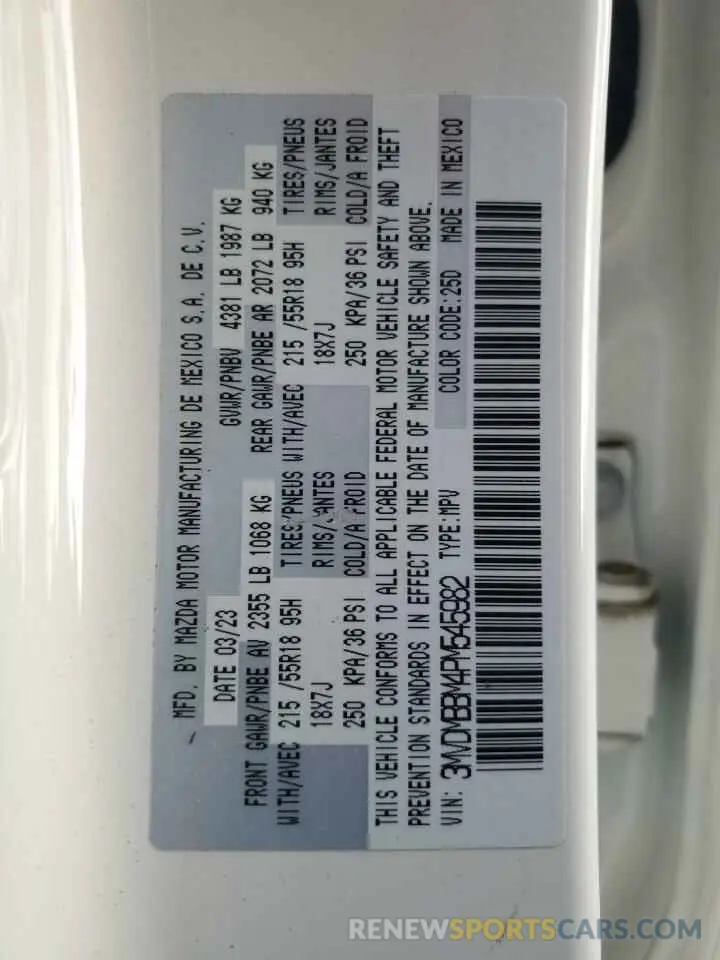 MFD. BY MAZDA MOTOR MANUFACTURING DE MEXICO S.A. DE C.V.
DATE 03/23 GVWR/PNBV 4381 LB 1987 KG
FRONT GAWR/PNBE AV 2355 LB 1068 KG REAR GAWR/PNBE AR 2072 LB 940 KG
WITH/AVEC 215 /55R18 95H TIRES/PNEUS WITH/AVEC 215 /55R18 95H TIRES/PNEUS
18X7J RIMS/JANTES 18X7J RIMS/JANTES
250 KPA/36 PSI COLD/A FROID 250 KPA/36 PSI COLD/A FROID
THIS VEHICLE CONFORMS TO ALL APPLICABLE FEDERAL MOTOR VEHICLE SAFETY AND THEFT
PREVENTION STANDARDS IN EFFECT ON THE DATE OF MANUFACTURE SHOWN ABOVE.
VIN: 3MVDMBBM4PM545982 TYPE:MPV COLOR CODE:25D MADE IN MEXICO
RENEWSPORTSCARS.COM